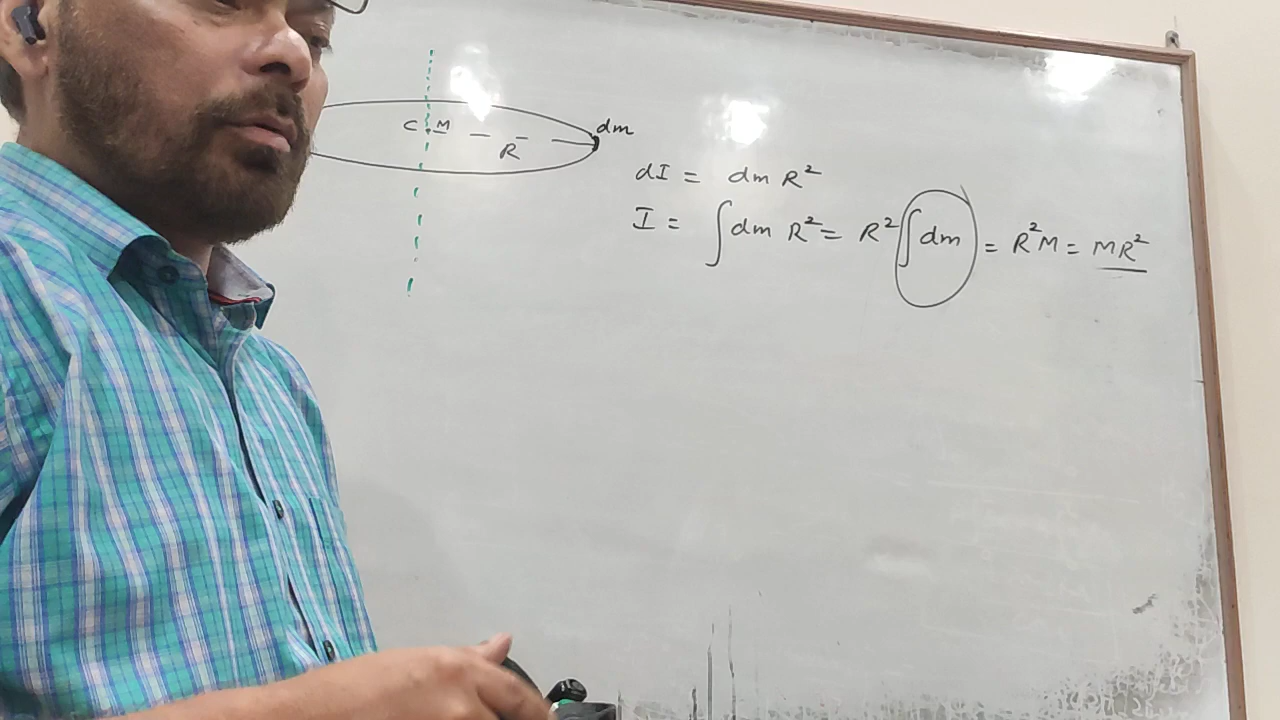 C M
R
dm
dI = dm R²
I = ∫dm R² = R² ∫dm = R²M = MR²